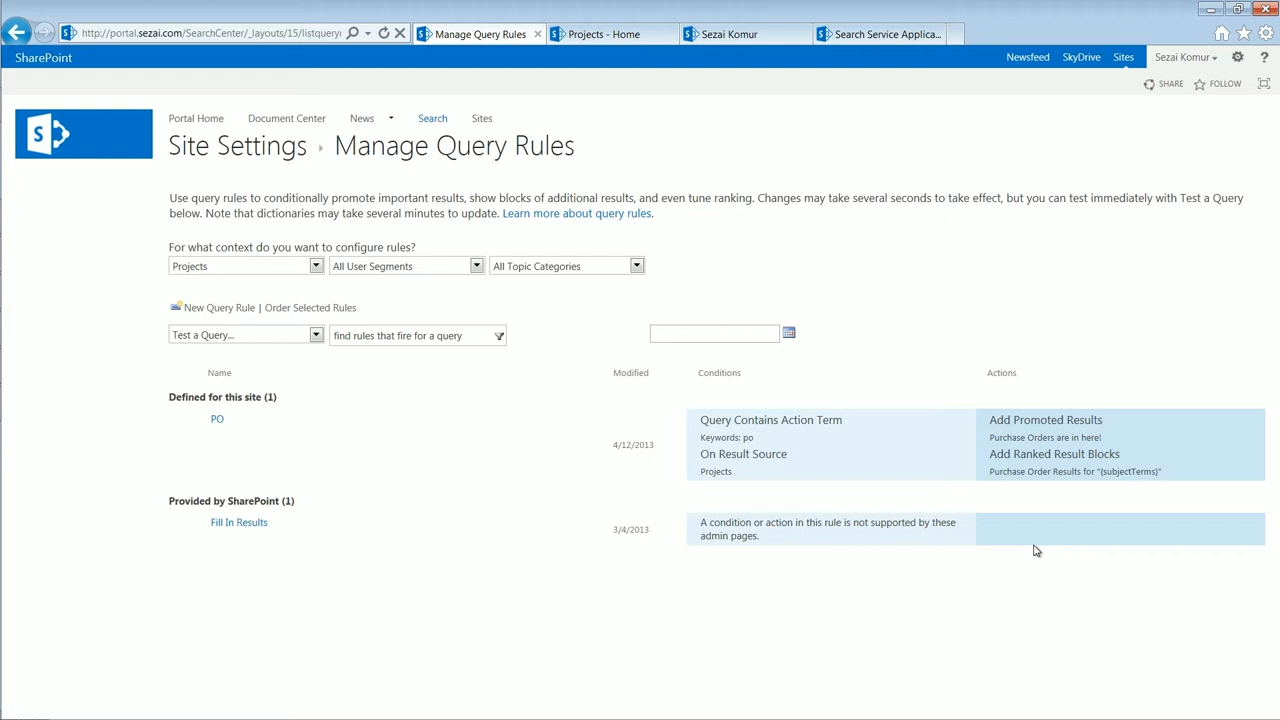 http://portal.sezai.com/SearchCenter/_layouts/15/listquery
Manage Query Rules
Projects - Home
Sezai Komur
Search Service Applica...
SharePoint
Newsfeed
SkyDrive
Sites
Sezai Komur
SHARE
FOLLOW
Portal Home
Document Center
News
Search
Sites
Site Settings
Manage Query Rules
Use query rules to conditionally promote important results, show blocks of additional results, and even tune ranking. Changes may take several seconds to take effect, but you can test immediately with Test a Query
below. Note that dictionaries may take several minutes to update. Learn more about query rules.
For what context do you want to configure rules?
Projects
All User Segments
All Topic Categories
New Query Rule | Order Selected Rules
Test a Query...
find rules that fire for a query
Name
Modified
Conditions
Actions
Defined for this site (1)
PO
4/12/2013
Query Contains Action Term
Keywords: po
On Result Source
Projects
Add Promoted Results
Purchase Orders are in here!
Add Ranked Result Blocks
Purchase Order Results for "{subjectTerms}"
Provided by SharePoint (1)
Fill In Results
3/4/2013
A condition or action in this rule is not supported by these
admin pages.